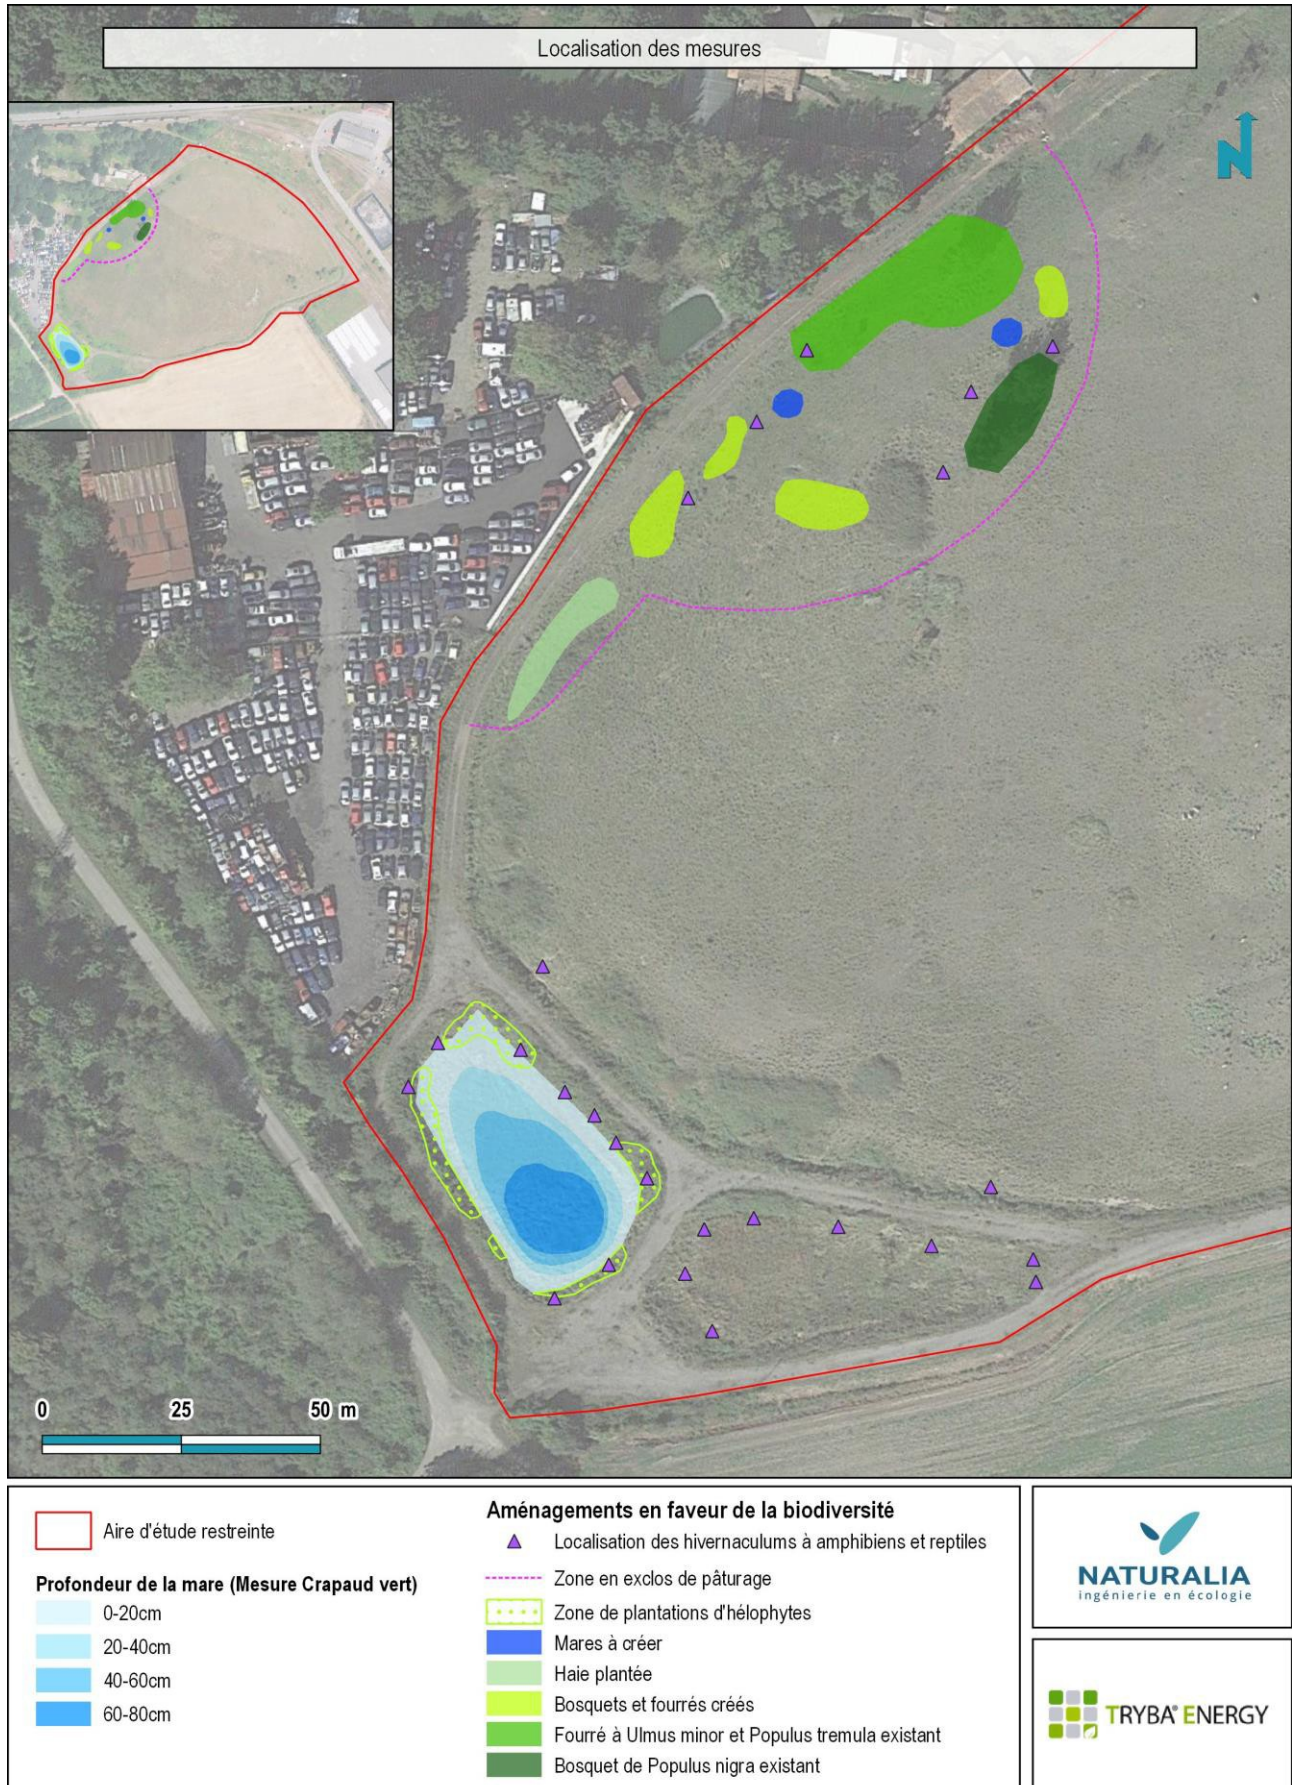 Localisation des mesures
N
0 25 50 m
Aire d'étude restreinte
Profondeur de la mare (Mesure Crapaud vert)
0-20cm
20-40cm
40-60cm
60-80cm
Aménagements en faveur de la biodiversité
Localisation des hivernaculums à amphibiens et reptiles
Zone en exclos de pâturage
Zone de plantations d'hélophytes
Mares à créer
Haie plantée
Bosquets et fourrés créés
Fourré à Ulmus minor et Populus tremula existant
Bosquet de Populus nigra existant
NATURALIA
ingénierie en écologie
TRYBA® ENERGY